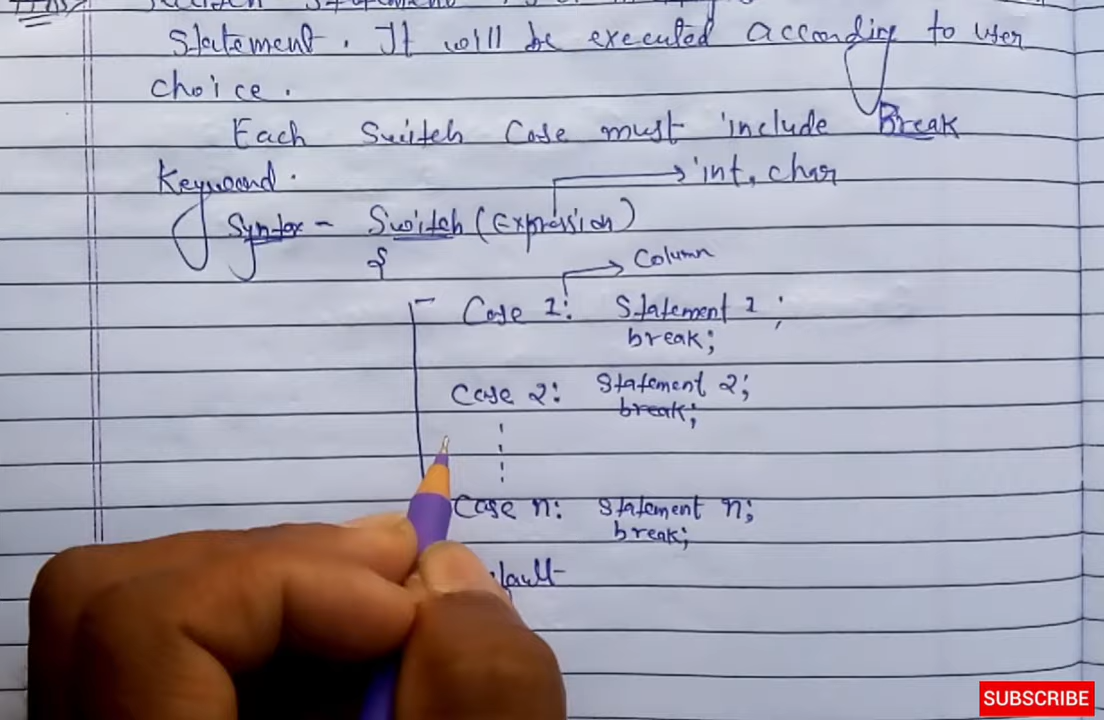 Statement. It will be executed according to user
choice.
Each Switch Case must include Break
Keyword.
int, char
Syntax - Switch (Expression)
{
Column
Case 1: Statement 1;
break;
Case 2: Statement 2;
break;
Case n: Statement n;
break;
SUBSCRIBE